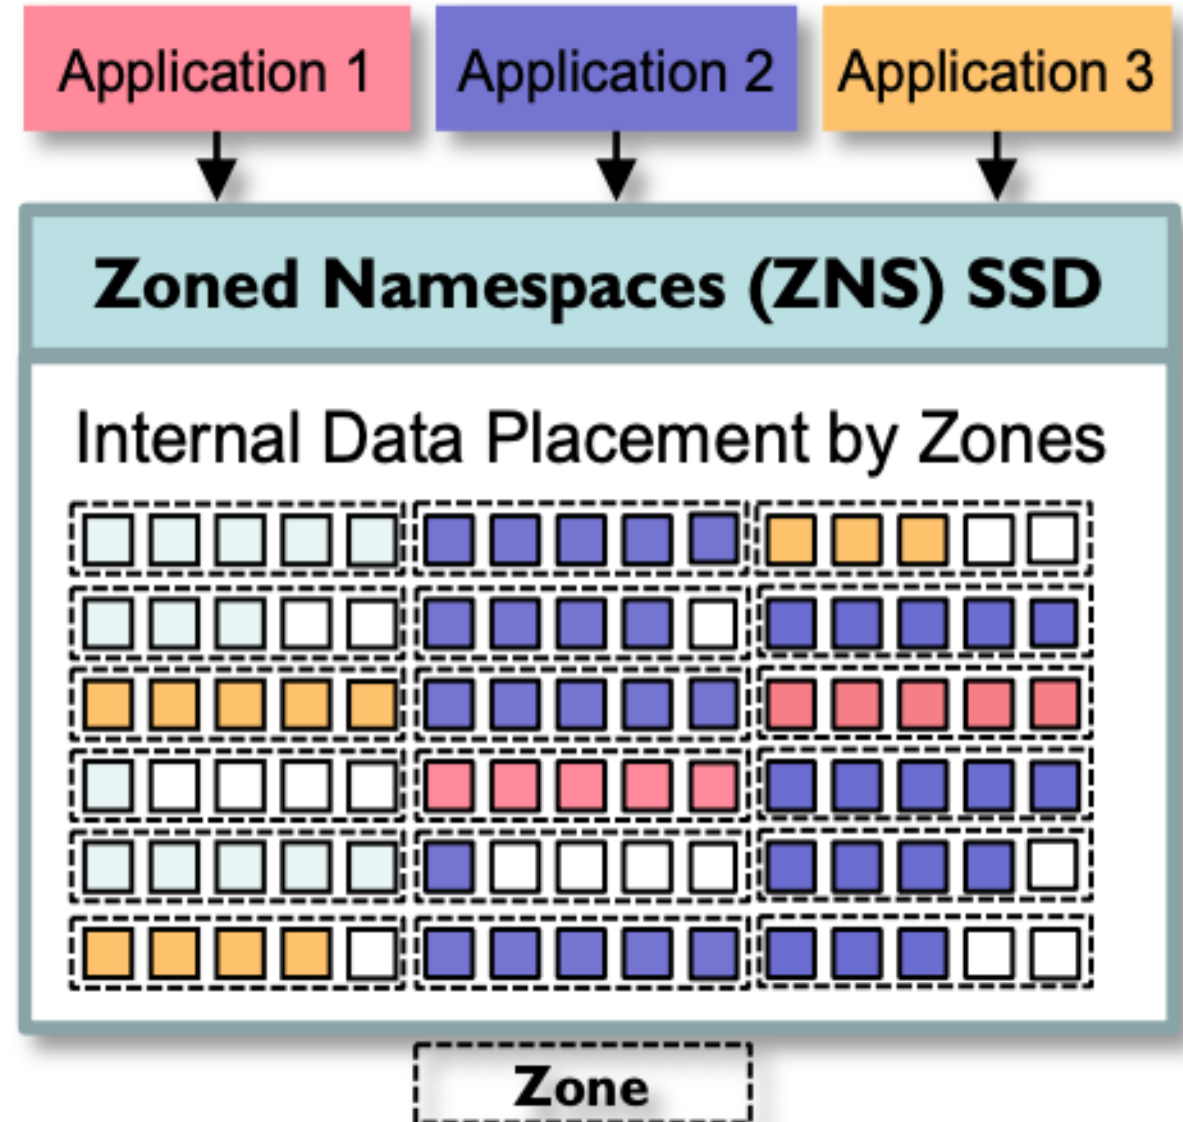 Application 1
Application 2
Application 3
Zoned Namespaces (ZNS) SSD
Internal Data Placement by Zones
Zone